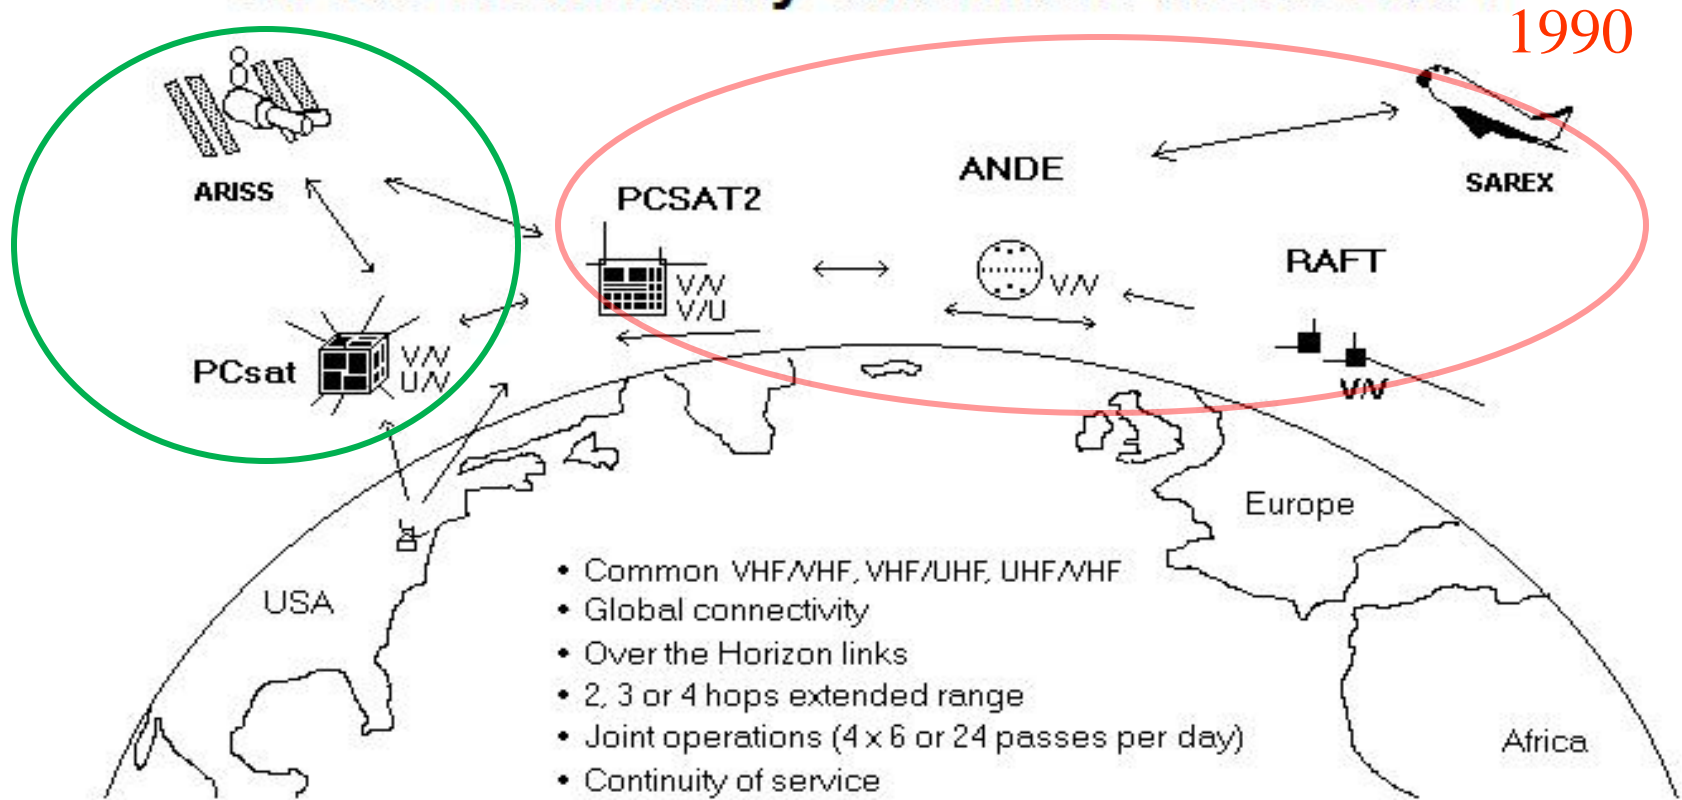 1990
ARISS
PCSAT2
ANDE
SAREX
V/V
V/U
V/V
RAFT
PCsat
V/V
U/V
V/V
USA
Europe
Africa
• Common VHF/VHF, VHF/UHF, UHF/VHF
• Global connectivity
• Over the Horizon links
• 2, 3 or 4 hops extended range
• Joint operations (4 x 6 or 24 passes per day)
• Continuity of service